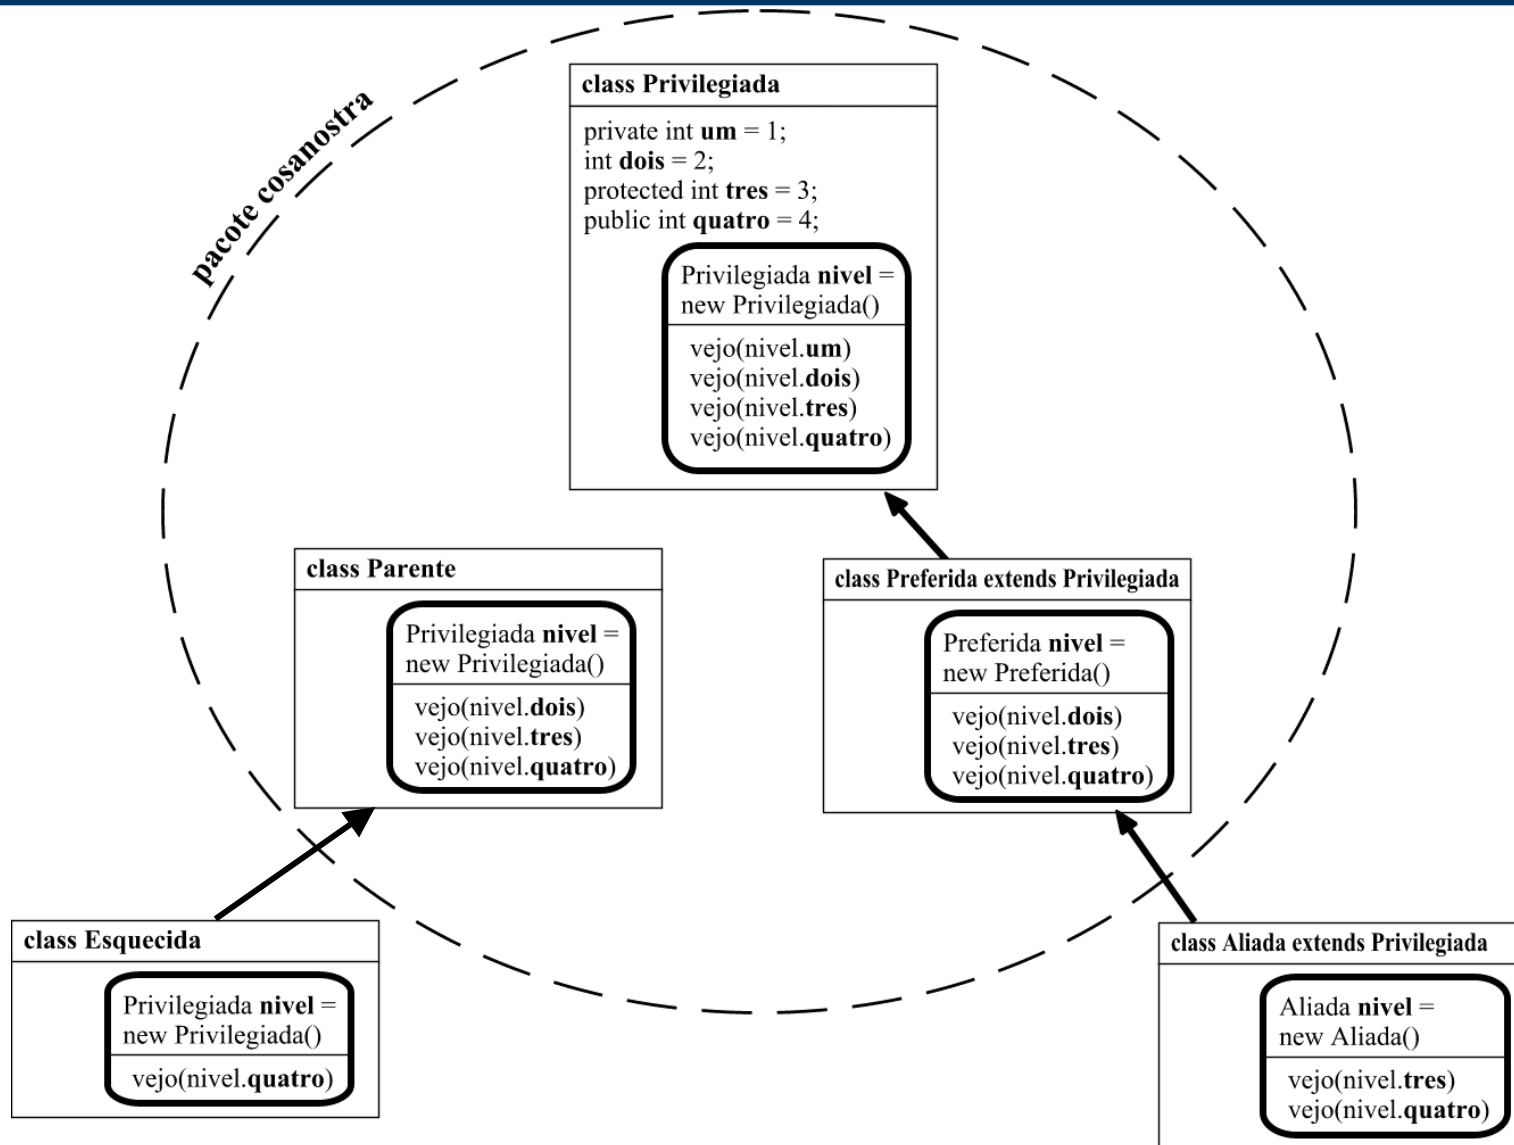 pacote cosanostra
class Privilegiada
private int um = 1;
int dois = 2;
protected int tres = 3;
public int quatro = 4;
Privilegiada nivel =
new Privilegiada()
vejo(nivel.um)
vejo(nivel.dois)
vejo(nivel.tres)
vejo(nivel.quatro)
class Parente
Privilegiada nivel =
new Privilegiada()
vejo(nivel.dois)
vejo(nivel.tres)
vejo(nivel.quatro)
class Preferida extends Privilegiada
Preferida nivel =
new Preferida()
vejo(nivel.dois)
vejo(nivel.tres)
vejo(nivel.quatro)
class Esquecida
Privilegiada nivel =
new Privilegiada()
vejo(nivel.quatro)
class Aliada extends Privilegiada
Aliada nivel =
new Aliada()
vejo(nivel.tres)
vejo(nivel.quatro)